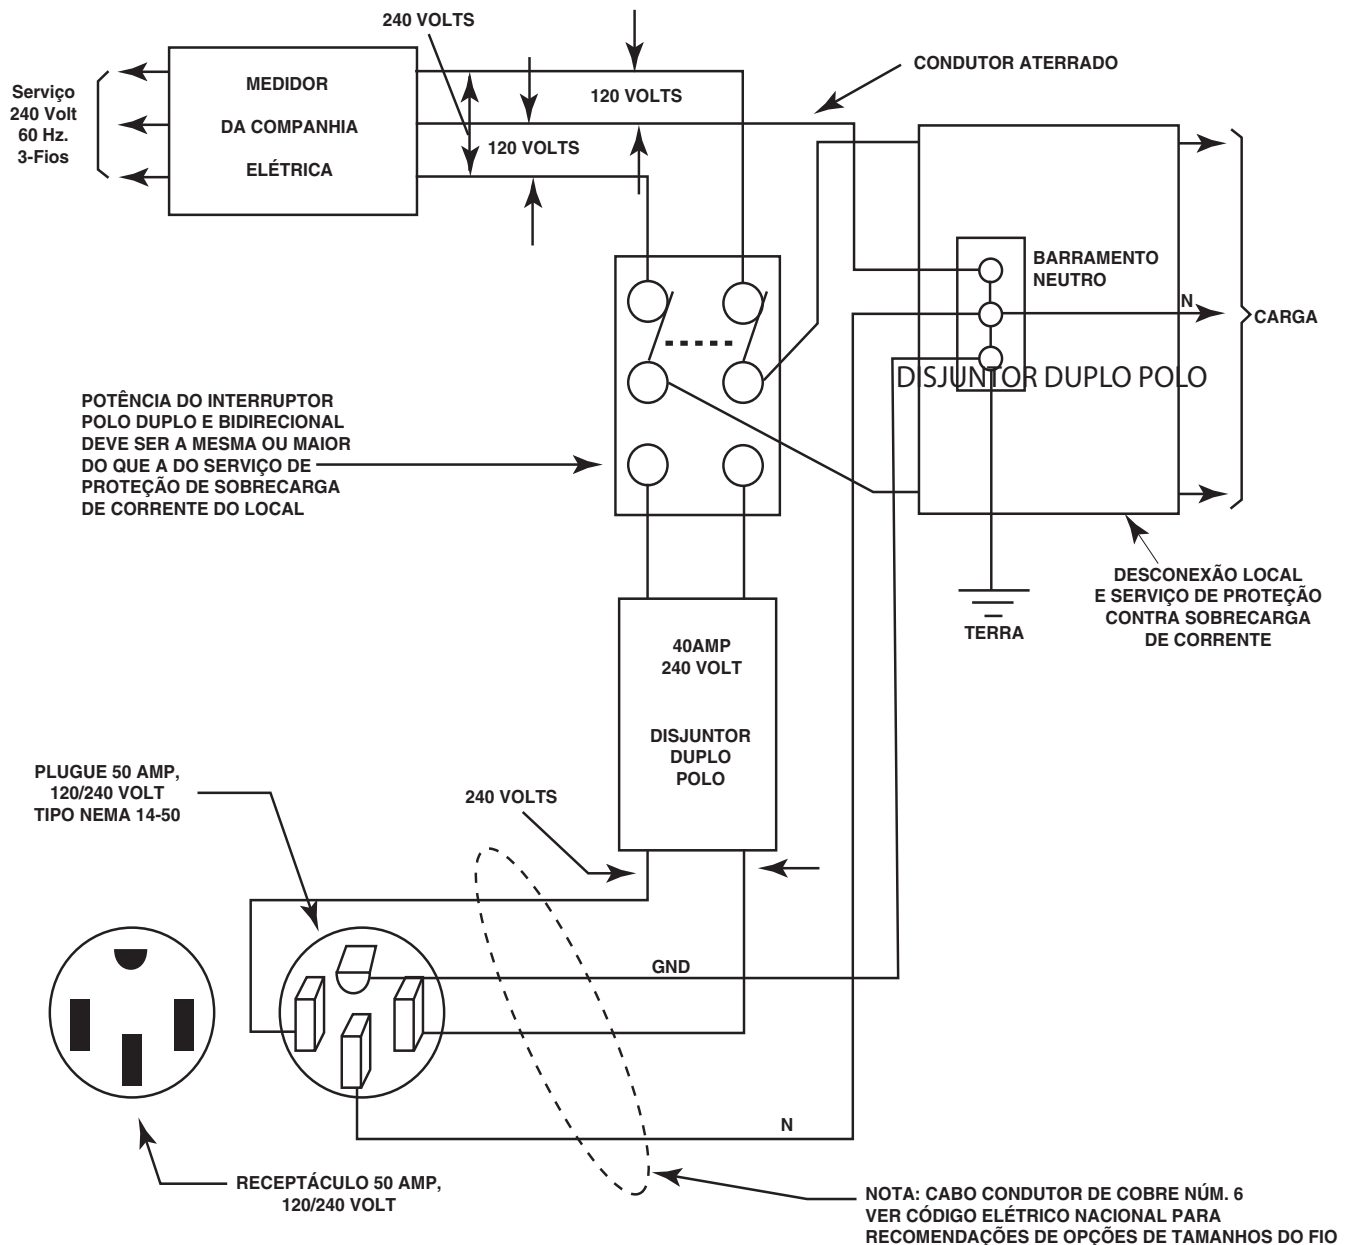 240 VOLTS
CONDUTOR ATERRADO
Serviço
240 Volt
60 Hz.
3-Fios
MEDIDOR
DA COMPANHIA
ELÉTRICA
120 VOLTS
120 VOLTS
BARRAMENTO
NEUTRO
N
CARGA
DISJUNTOR DUPLO POLO
POTÊNCIA DO INTERRUPTOR
POLO DUPLO E BIDIRECIONAL
DEVE SER A MESMA OU MAIOR
DO QUE A DO SERVIÇO DE
PROTEÇÃO DE SOBRECARGA
DE CORRENTE DO LOCAL
DESCONEXÃO LOCAL
E SERVIÇO DE PROTEÇÃO
CONTRA SOBRECARGA
DE CORRENTE
TERRA
40AMP
240 VOLT
DISJUNTOR
DUPLO
POLO
PLUGUE 50 AMP,
120/240 VOLT
TIPO NEMA 14-50
240 VOLTS
GND
N
RECEPTÁCULO 50 AMP,
120/240 VOLT
NOTA: CABO CONDUTOR DE COBRE NÚM. 6
VER CÓDIGO ELÉTRICO NACIONAL PARA
RECOMENDAÇÕES DE OPÇÕES DE TAMANHOS DO FIO